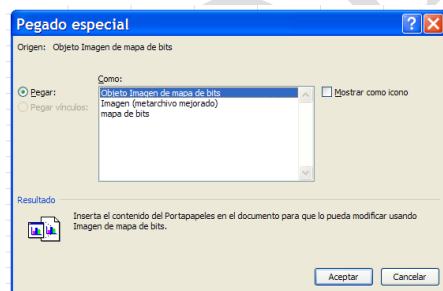 Pegado especial
Origen: Objeto Imagen de mapa de bits
Como:
Pegar:
Pegar vínculos:
Objeto Imagen de mapa de bits
Imagen (metarchivo mejorado)
mapa de bits
Mostrar como icono
Resultado
Inserta el contenido del Portapapeles en el documento para que lo pueda modificar usando
Imagen de mapa de bits.
Aceptar
Cancelar